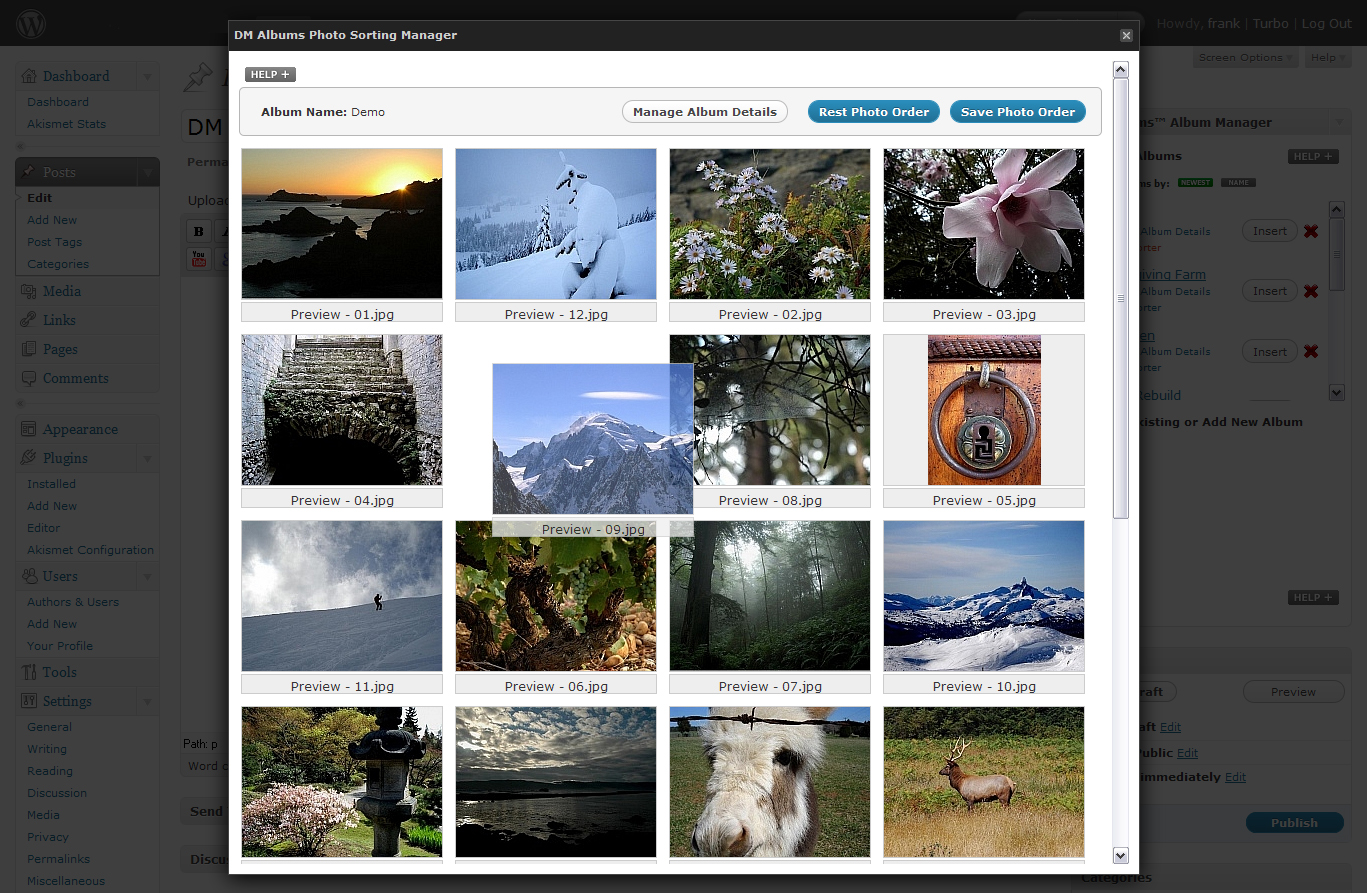 Howdy, frank | Turbo | Log Out
Screen Options
Help
Dashboard
Dashboard
Akismet Stats
Posts
Edit
Add New
Post Tags
Categories
Media
Links
Pages
Comments
Appearance
Plugins
Installed
Add New
Editor
Akismet Configuration
Users
Authors & Users
Add New
Your Profile
Tools
Settings
General
Writing
Reading
Discussion
Media
Privacy
Permalinks
Miscellaneous
DM
Perma
Upload
B
You
Tube
Path: p
Word
Send
Discu
DM Albums Photo Sorting Manager
HELP +
Album Name: Demo
Manage Album Details
Rest Photo Order
Save Photo Order
Preview - 01.jpg
Preview - 12.jpg
Preview - 02.jpg
Preview - 03.jpg
Preview - 04.jpg
Preview - 09.jpg
Preview - 08.jpg
Preview - 05.jpg
Preview - 11.jpg
Preview - 06.jpg
Preview - 07.jpg
Preview - 10.jpg
ns™ Album Manager
Albums
HELP +
ms by:
NEWEST
NAME
Album Details
Insert
rter
iving Farm
Album Details
Insert
rter
en
Album Details
Insert
rter
Rebuild
xisting or Add New Album
HELP +
raft
Preview
aft Edit
Public Edit
immediately Edit
Publish
Categories